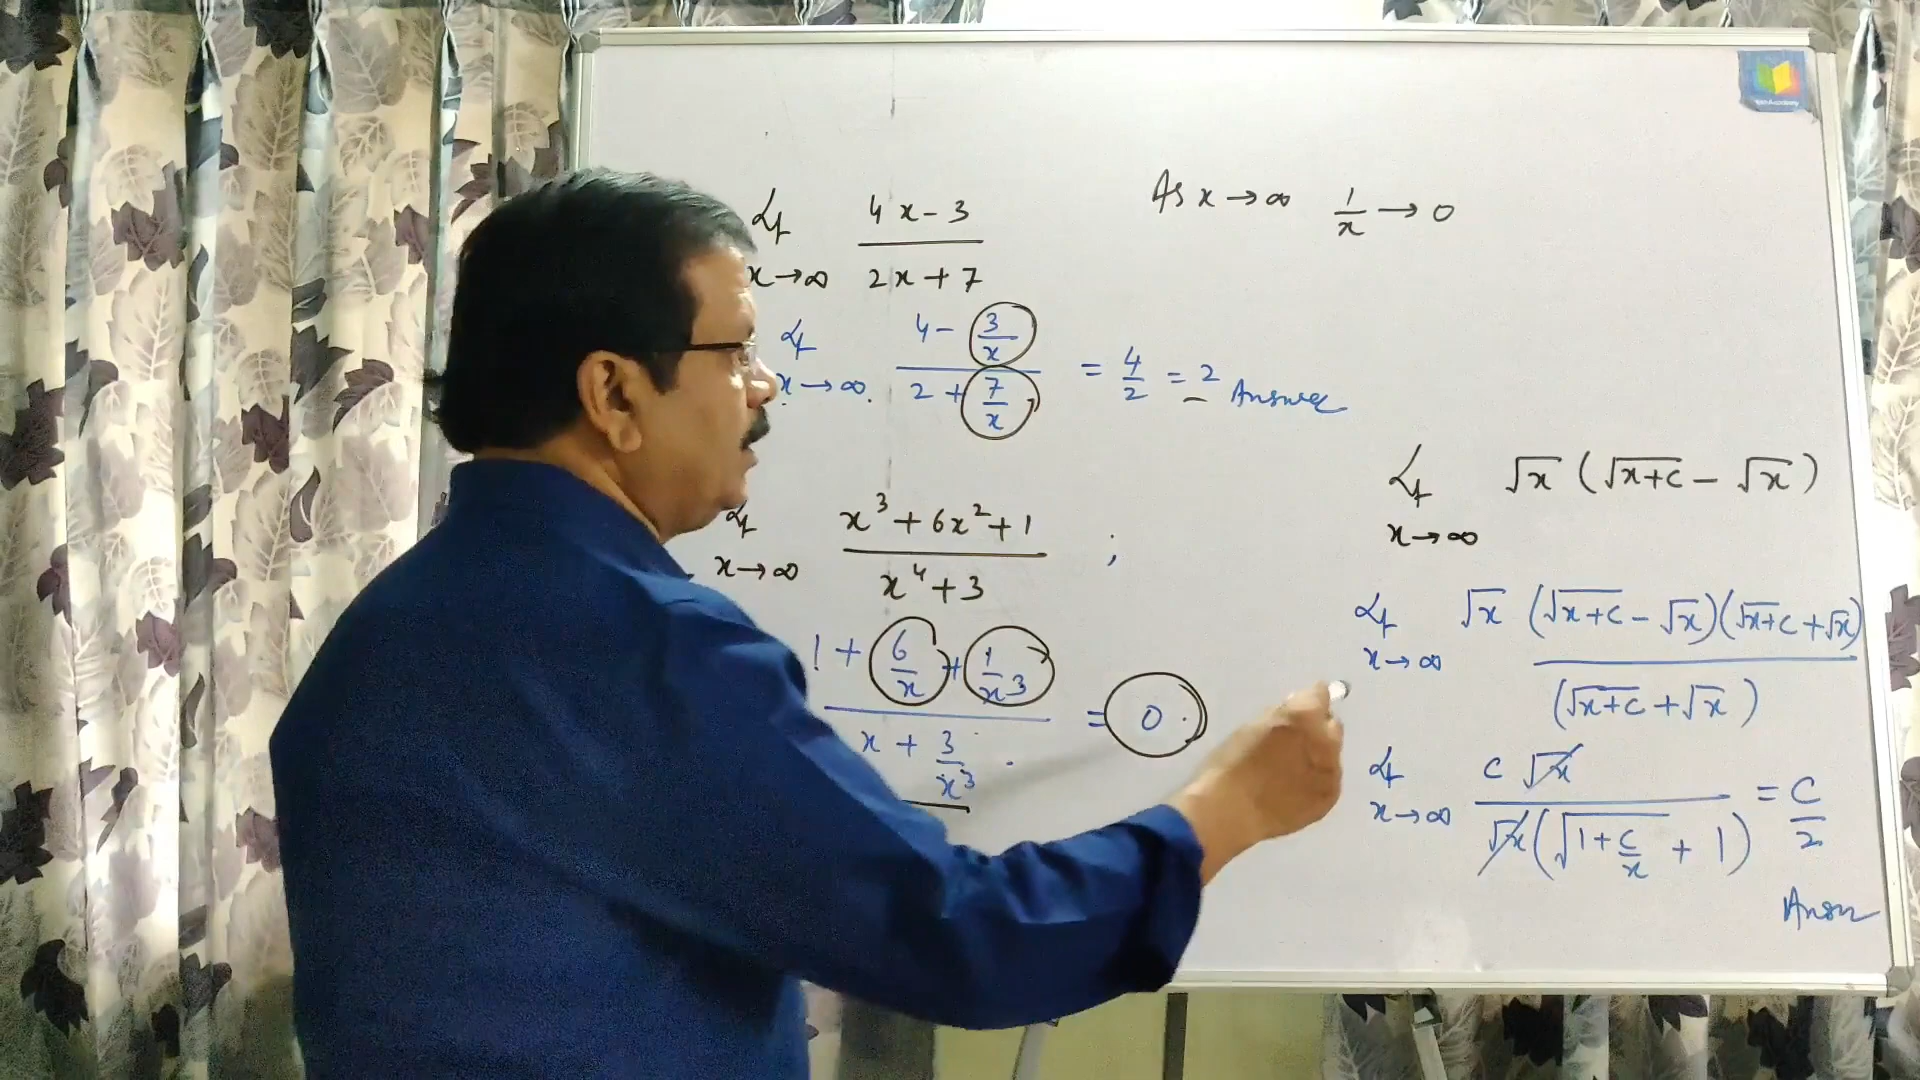 Lt 4x-3
x→∞ 2x+7
As x→∞ 1/x → 0
Lt 4 - 3/x
x→∞. 2 + 7/x = 4/2 = 2 Answer
Lt x³+6x²+1 ;
x→∞ x⁴+3
1 + 6/x + 1/x³
x + 3/x³ . = 0.
Lt √x (√x+c - √x)
x→∞
Lt √x (√x+c - √x)(√x+c + √x)
x→∞ (√x+c + √x)
Lt c √x
x→∞ √x(√1+c/x + 1) = c/2